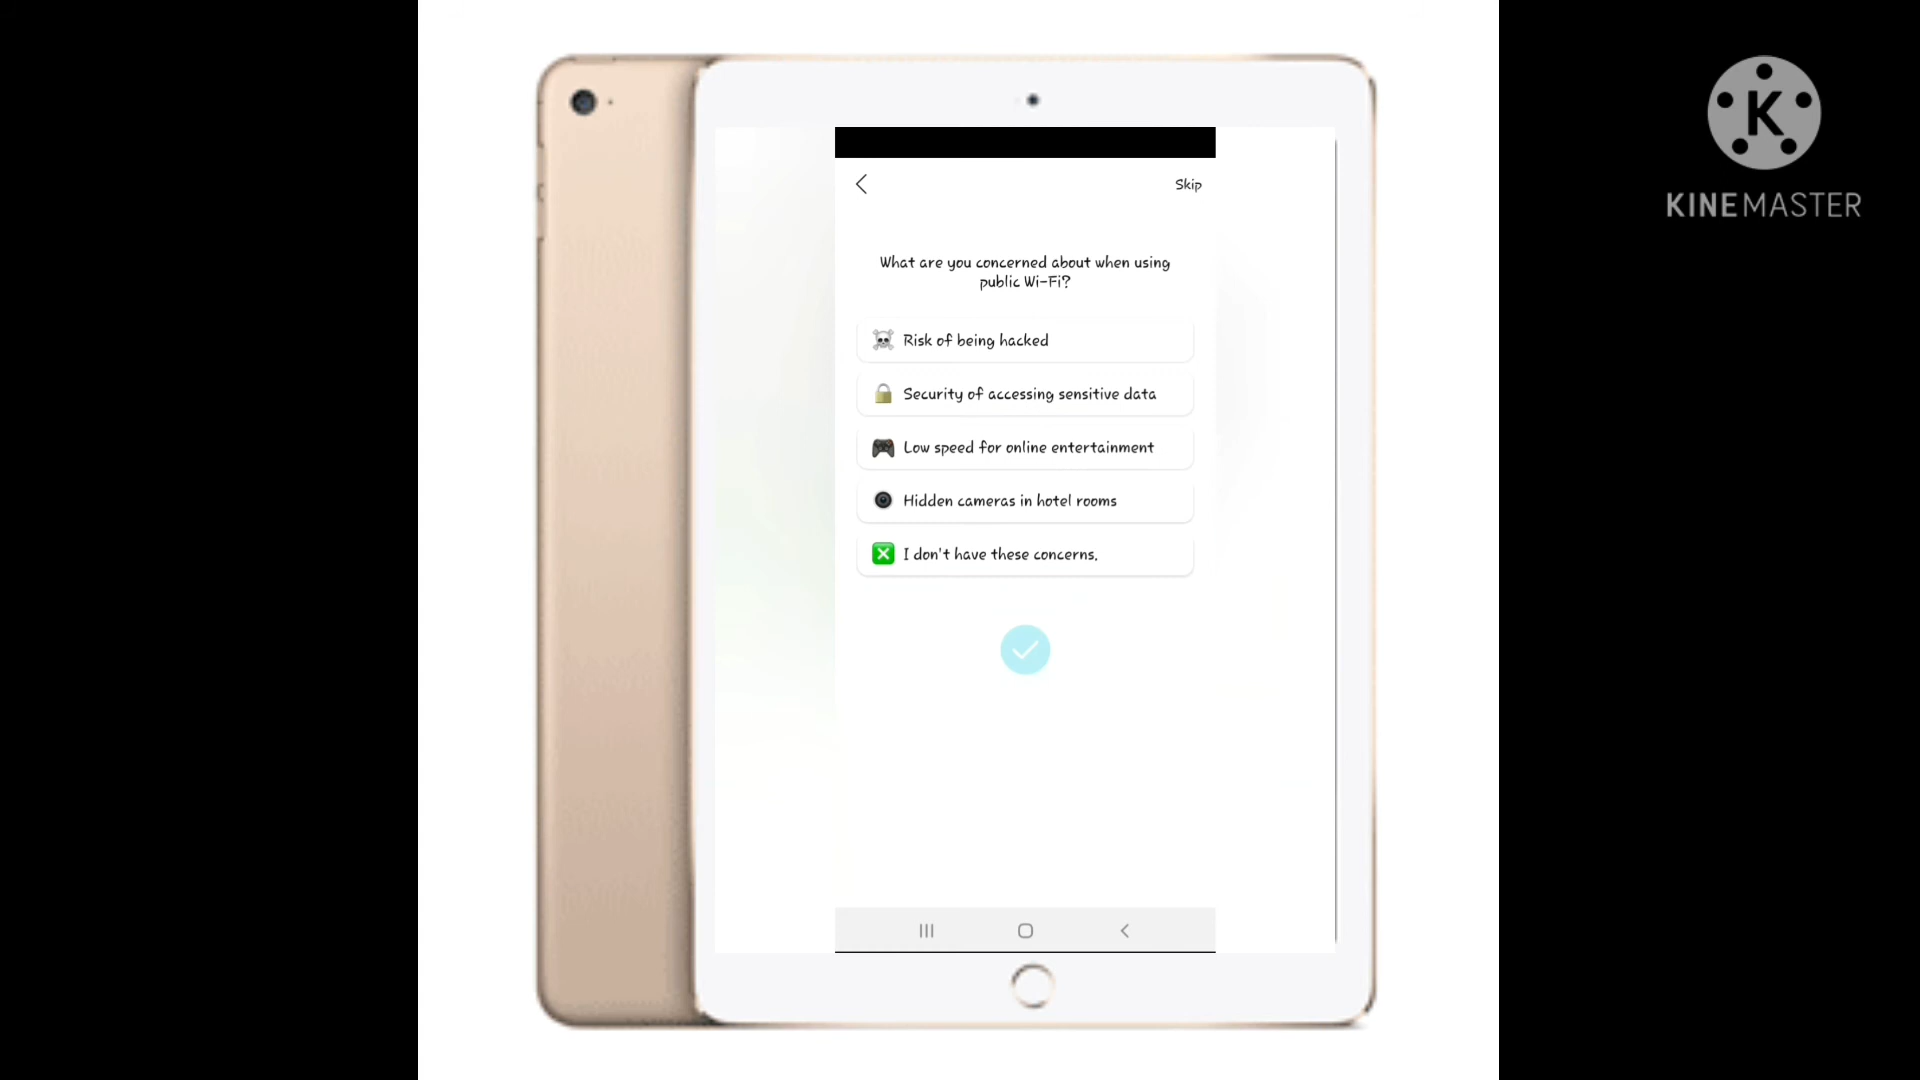 K
KINEMASTER
Skip
What are you concerned about when using
public Wi-Fi?
Risk of being hacked
Security of accessing sensitive data
Low speed for online entertainment
Hidden cameras in hotel rooms
I don't have these concerns.